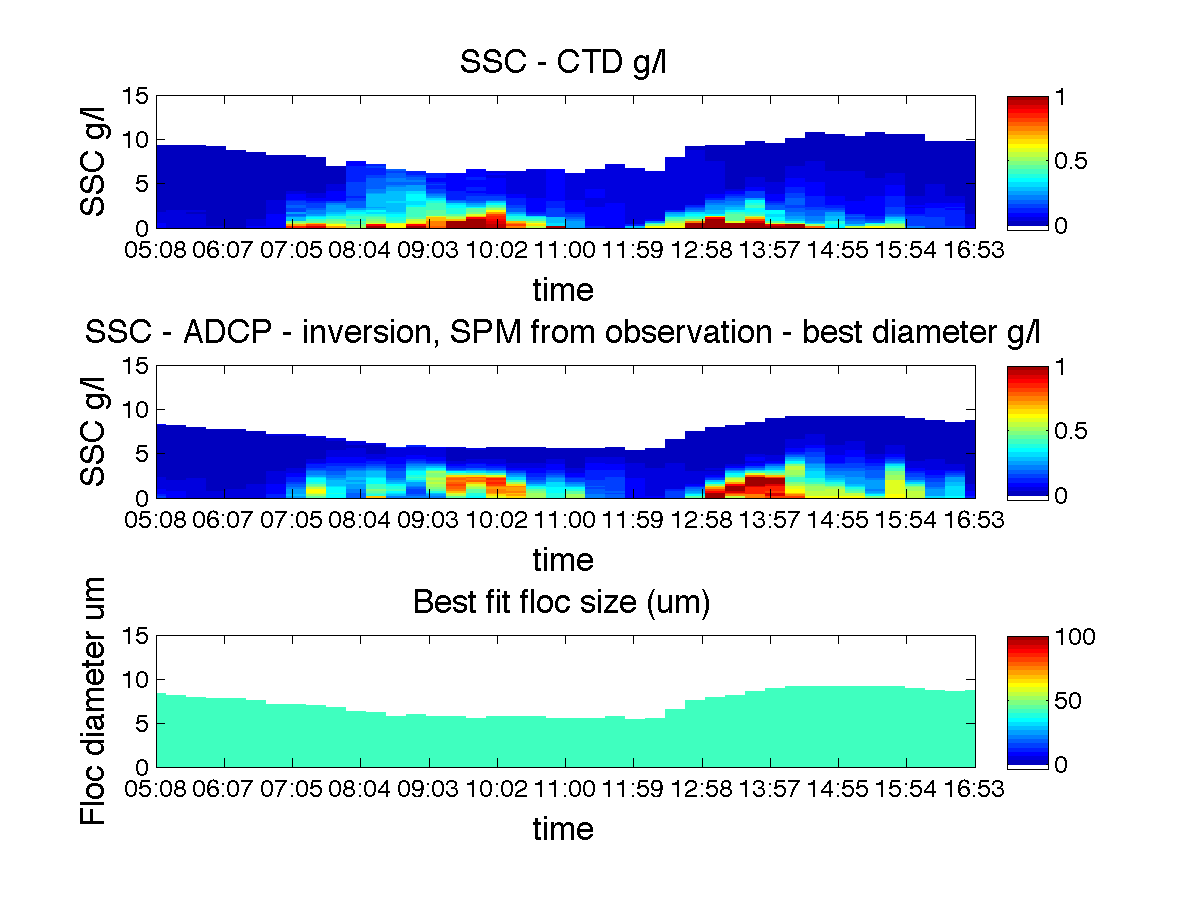 SSC - CTD g/l
SSC g/l
15
10
5
0
1
0.5
0
05:08 06:07 07:05 08:04 09:03 10:02 11:00 11:59 12:58 13:57 14:55 15:54 16:53
time
SSC - ADCP - inversion, SPM from observation - best diameter g/l
SSC g/l
15
10
5
0
1
0.5
0
05:08 06:07 07:05 08:04 09:03 10:02 11:00 11:59 12:58 13:57 14:55 15:54 16:53
time
Best fit floc size (um)
Floc diameter um
15
10
5
0
100
50
0
05:08 06:07 07:05 08:04 09:03 10:02 11:00 11:59 12:58 13:57 14:55 15:54 16:53
time